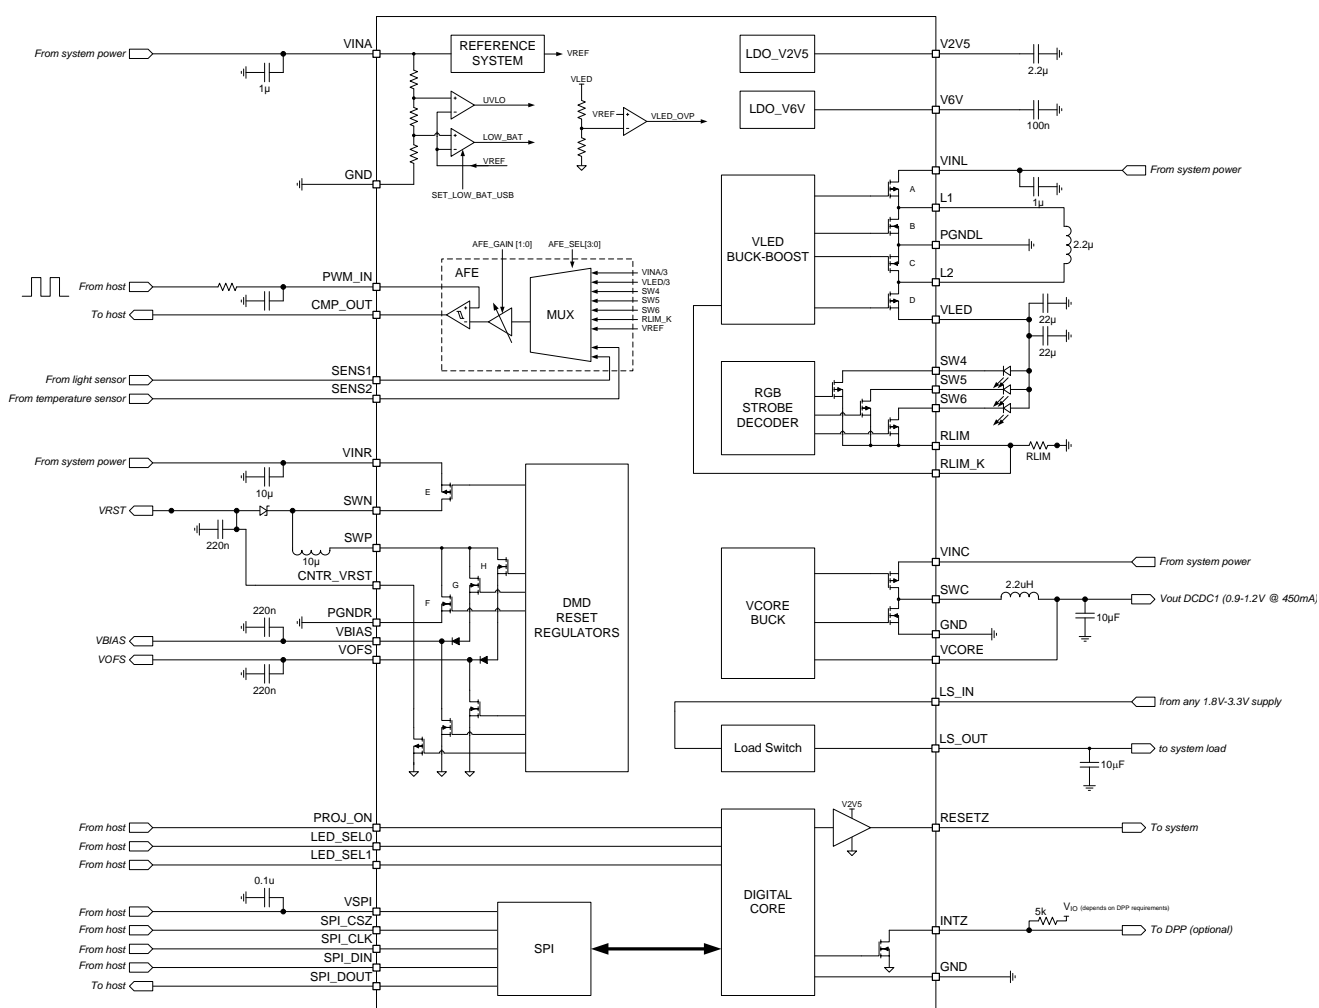 VINA
From system power
1µ
REFERENCE
SYSTEM
VREF
UVLO
LOW_BAT
VREF
SET_LOW_BAT_USB
GND
VLED
VREF
VLED_OVP
LDO_V2V5
V2V5
2.2µ
LDO_V6V
V6V
100n
VINL
From system power
1µ
L1
A
B
C
D
VLED
BUCK-BOOST
PGNDL
2.2µ
L2
VLED
22µ
22µ
AFE_GAIN [1:0]
AFE_SEL[3:0]
AFE
MUX
VINA/3
VLED/3
SW4
SW5
SW6
RLIM_K
VREF
PWM_IN
From host
CMP_OUT
To host
SENS1
From light sensor
SENS2
From temperature sensor
RGB
STROBE
DECODER
SW4
SW5
SW6
RLIM
RLIM
RLIM_K
VINR
From system power
10µ
E
SWN
VRST
220n
SWP
10µ
CNTR_VRST
H
G
F
PGNDR
220n
VBIAS
VBIAS
VOFS
VOFS
220n
DMD
RESET
REGULATORS
VCORE
BUCK
VINC
From system power
SWC
2.2uH
Vout DCDC1 (0.9-1.2V @ 450mA)
10µF
GND
VCORE
LS_IN
from any 1.8V-3.3V supply
Load Switch
LS_OUT
to system load
10µF
PROJ_ON
From host
LED_SEL0
From host
LED_SEL1
From host
0.1u
VSPI
From host
SPI_CSZ
From host
SPI_CLK
From host
SPI_DIN
From host
SPI_DOUT
To host
SPI
DIGITAL
CORE
V2V5
RESETZ
To system
5k
VIO (depends on DPP requirements)
INTZ
To DPP (optional)
GND